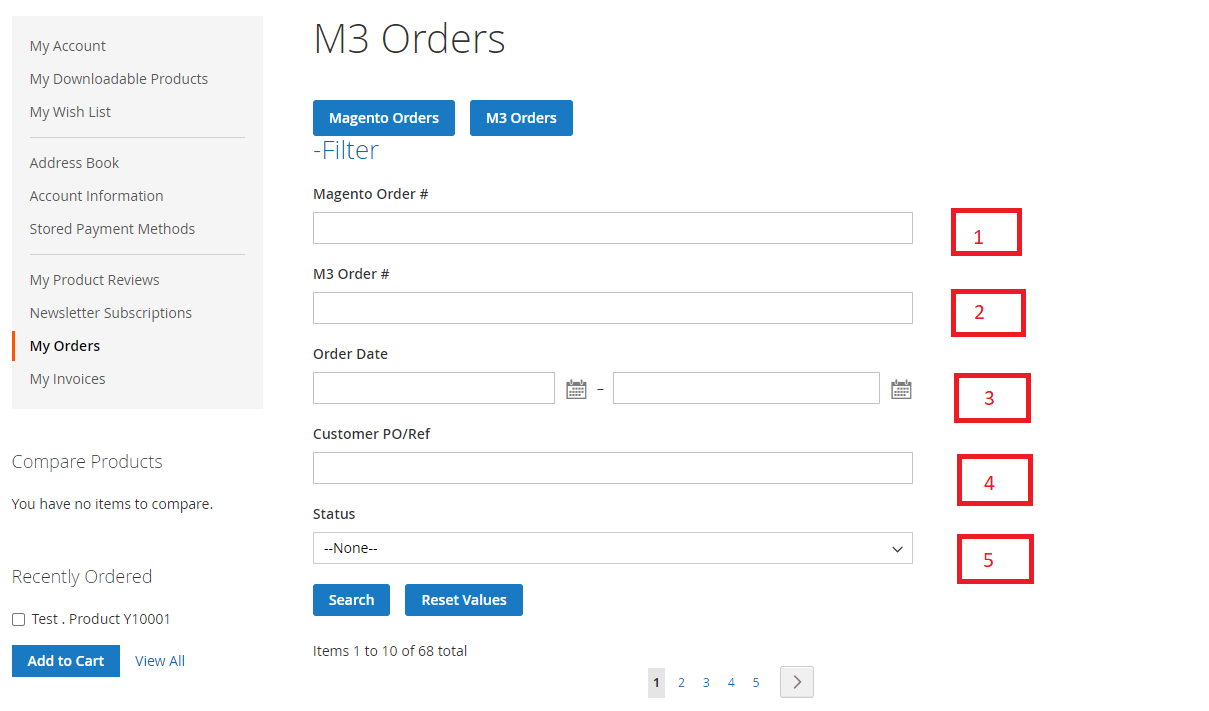 My Account
My Downloadable Products
My Wish List
Address Book
Account Information
Stored Payment Methods
My Product Reviews
Newsletter Subscriptions
My Orders
My Invoices
Compare Products
You have no items to compare.
Recently Ordered
Test . Product Y10001
Add to Cart View All
M3 Orders
Magento Orders M3 Orders
-Filter
Magento Order #
1
M3 Order #
2
Order Date
–
3
Customer PO/Ref
4
Status
--None--
5
Search Reset Values
Items 1 to 10 of 68 total
1 2 3 4 5